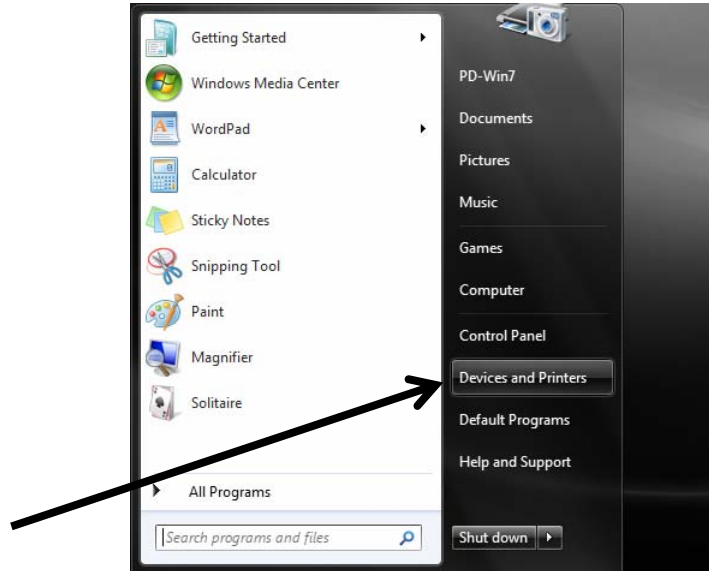 Getting Started
Windows Media Center
WordPad
Calculator
Sticky Notes
Snipping Tool
Paint
Magnifier
Solitaire
All Programs
Search programs and files
PD-Win7
Documents
Pictures
Music
Games
Computer
Control Panel
Devices and Printers
Default Programs
Help and Support
Shut down